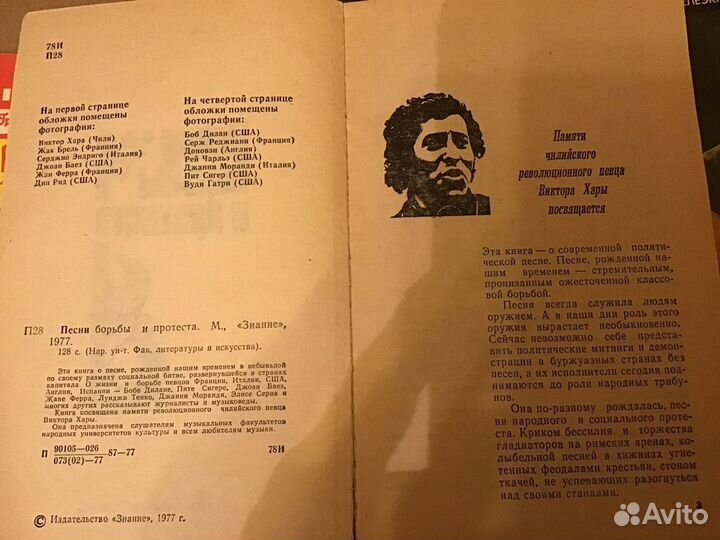 78И
П28
На первой странице
обложки помещены
фотографии:
Виктор Хара (Чили)
Жак Брель (Франция)
Серджио Эндриго (Италия)
Джоан Баез (США)
Жан Ферра (Франция)
Дин Рид (США)
На четвертой странице
обложки помещены
фотографии:
Боб Дилан (США)
Серж Реджиани (Франция)
Донован (Англия)
Рей Чарльз (США)
Джанни Моранди (Италия)
Пит Сигер (США)
Вуди Гатри (США)
П28 Песни борьбы и протеста. М., «Знание»,
1977.
128 с. (Нар. ун-т. Фак. литературы и искусства).
Эта книга о песне, рожденной нашим временем в небывалой
по своему размаху социальной битве, развернувшейся в странах
капитала. О жизни и борьбе певцов Франции, Италии, США,
Англии, Испании — Бобе Дилане, Пите Сигере, Джоан Баез,
Жане Ферра, Луиджи Тенко, Джанни Моранди, Элисе Серна и
многих других рассказывают журналисты и музыковеды.
Книга посвящена памяти революционного чилийского певца
Виктора Хары.
Она предназначена слушателям музыкальных факультетов
народных университетов культуры и всем любителям музыки.
П 90105—026
073(02)—77 87—77 78И
© Издательство «Знание», 1977 г.
Памяти
чилийского
революционного певца
Виктора Хары
посвящается
Эта книга — о современной полити-
ческой песне. Песне, рожденной на-
шим временем — стремительным,
пронизанным ожесточенной классо-
вой борьбой.
Песня всегда служила людям
оружием. А в наши дни роль этого
оружия вырастает необыкновенно.
Сейчас невозможно себе предста-
вить политические митинги и демон-
страции в буржуазных странах без
песен, а их исполнители сегодня под-
нимаются до роли народных трибу-
нов.
Она по-разному рождалась, пес-
ня народного и социального проте-
ста. Криком бессилия и торжества
гладиаторов на римских аренах, ко-
лыбельной песней в хижинах угне-
тенных феодалами крестьян, стоном
ткачей, не успевающих разогнуться
над своими станками.
3
Avito